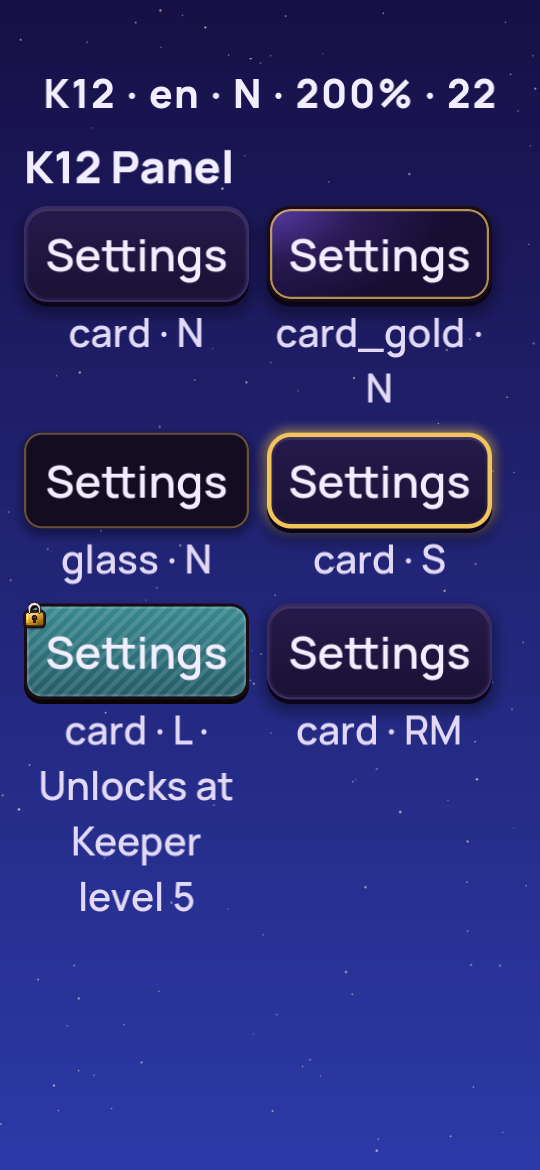 K12 · en · N · 200% · 22
K12 Panel
Settings
Settings
card · N
card_gold ·
N
Settings
Settings
glass · N
card · S
Settings
Settings
card · L ·
Unlocks at
Keeper
level 5
card · RM